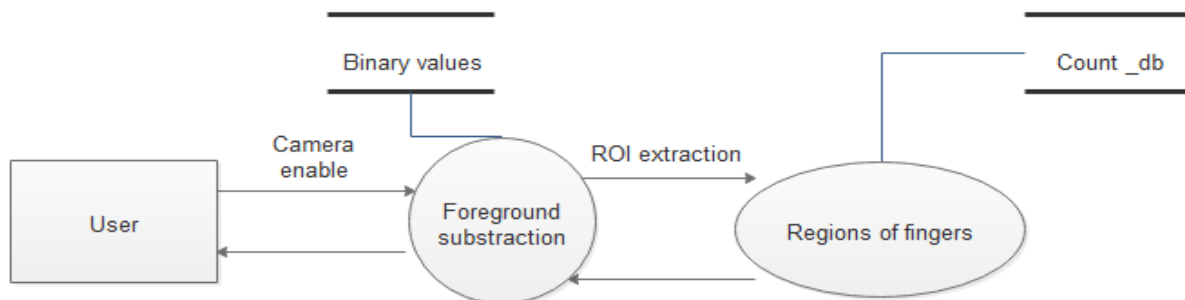 Binary values
Count _db
Camera
enable
ROI extraction
User
Foreground
substraction
Regions of fingers